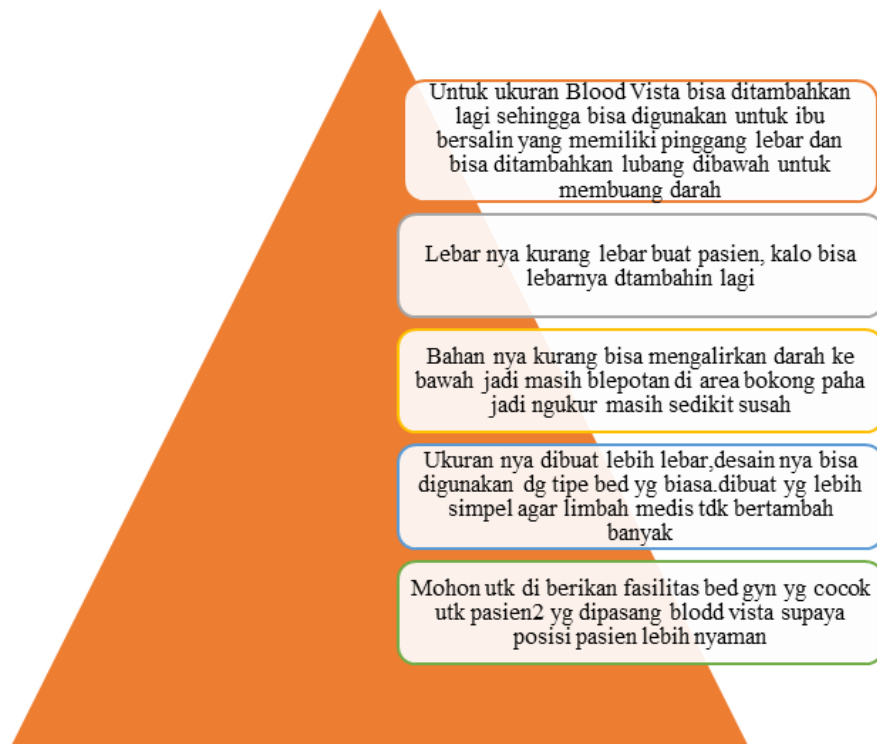 Untuk ukuran Blood Vista bisa ditambahkan
lagi sehingga bisa digunakan untuk ibu
bersalin yang memiliki pinggang lebar dan
bisa ditambahkan lubang dibawah untuk
membuang darah
Lebar nya kurang lebar buat pasien, kalo bisa
lebarnya dtambahin lagi
Bahan nya kurang bisa mengalirkan darah ke
bawah jadi masih blepotan di area bokong paha
jadi ngukur masih sedikit susah
Ukuran nya dibuat lebih lebar,desain nya bisa
digunakan dg tipe bed yg biasa.dibuat yg lebih
simpel agar limbah medis tdk bertambah
banyak
Mohon utk di berikan fasilitas bed gyn yg cocok
utk pasien2 yg dipasang blodd vista supaya
posisi pasien lebih nyaman